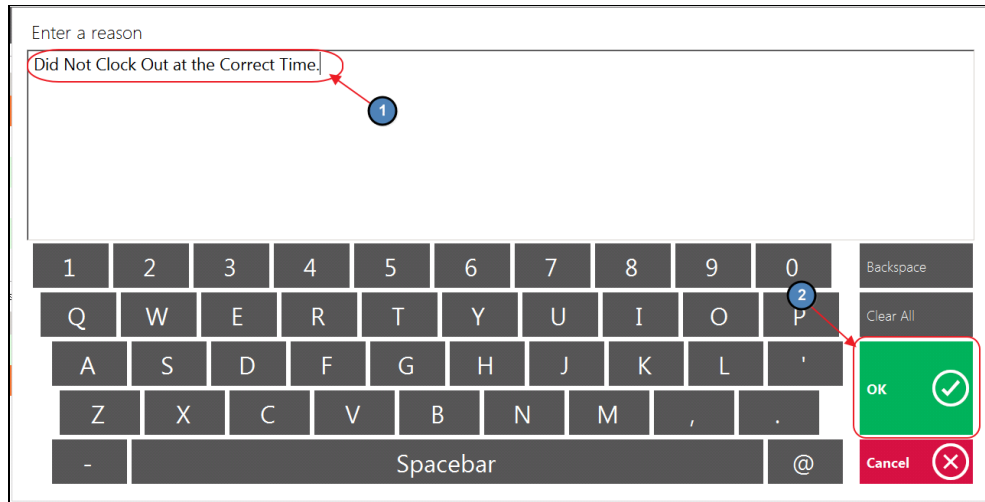 Enter a reason
Did Not Clock Out at the Correct Time.
1
1 2 3 4 5 6 7 8 9 0 Backspace
2
Q W E R T Y U I O P Clear All
A S D F G H J K L '
OK
Z X C V B N M , .
- Spacebar @ Cancel